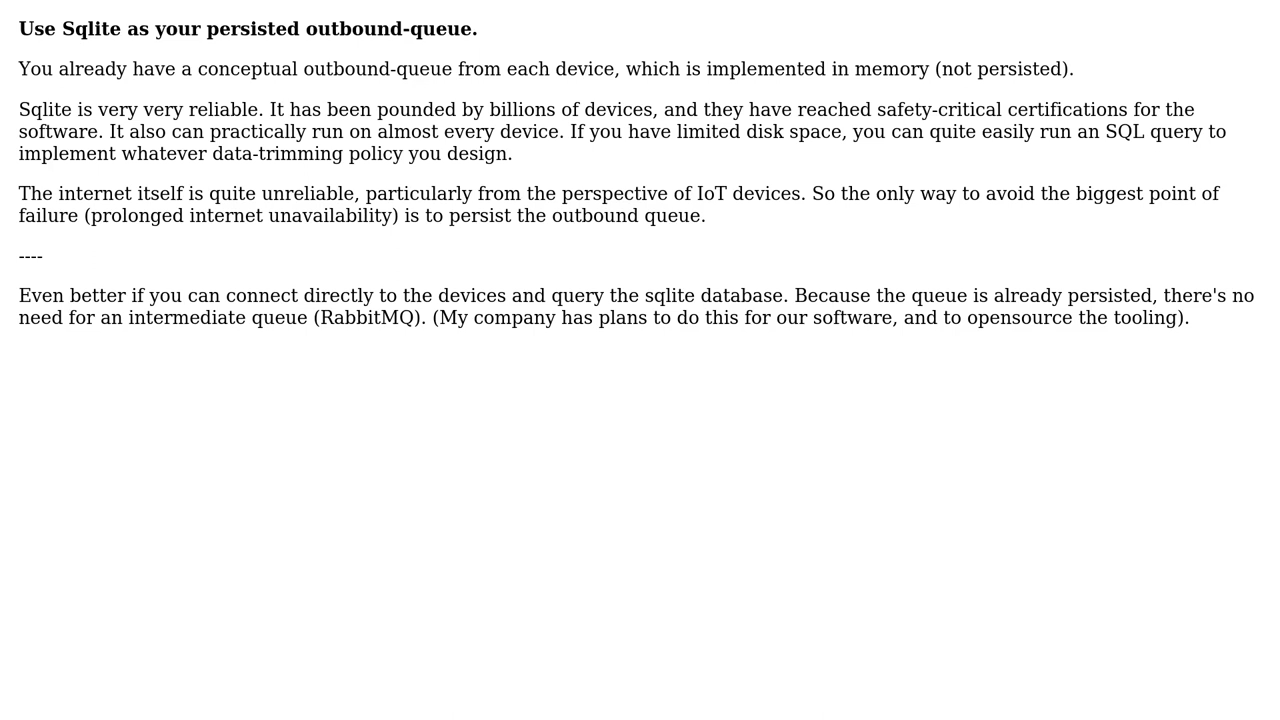 Use Sqlite as your persisted outbound-queue.
You already have a conceptual outbound-queue from each device, which is implemented in memory (not persisted).
Sqlite is very very reliable. It has been pounded by billions of devices, and they have reached safety-critical certifications for the
software. It also can practically run on almost every device. If you have limited disk space, you can quite easily run an SQL query to
implement whatever data-trimming policy you design.
The internet itself is quite unreliable, particularly from the perspective of IoT devices. So the only way to avoid the biggest point of
failure (prolonged internet unavailability) is to persist the outbound queue.
----
Even better if you can connect directly to the devices and query the sqlite database. Because the queue is already persisted, there's no
need for an intermediate queue (RabbitMQ). (My company has plans to do this for our software, and to opensource the tooling).